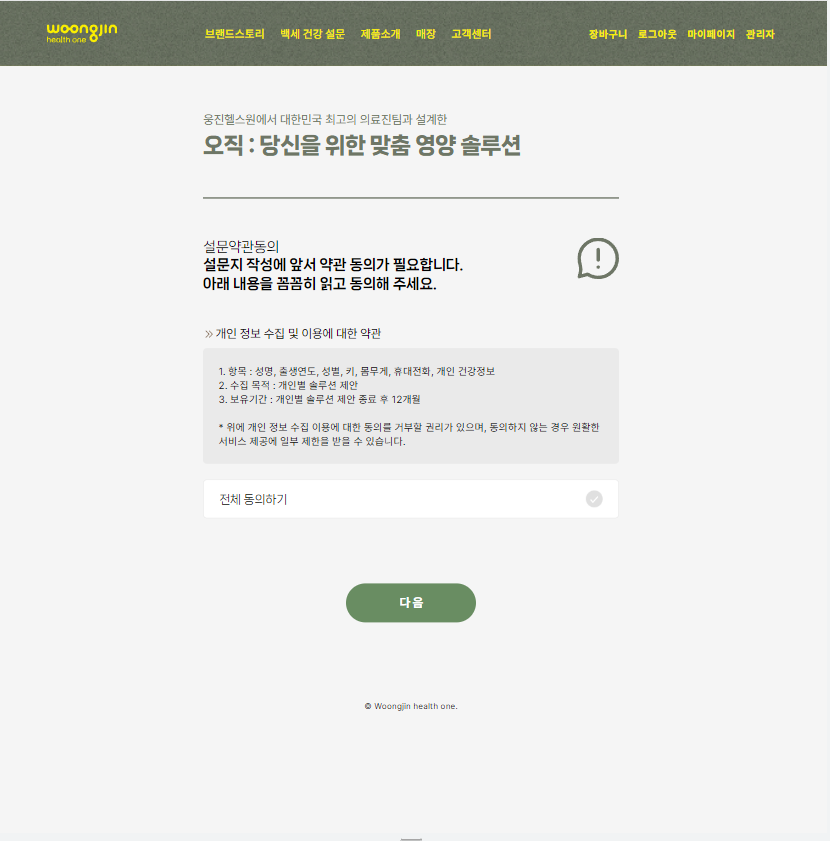 woongjin
health one
브랜드스토리 백세 건강 설문 제품소개 매장 고객센터
장바구니 로그아웃 마이페이지 관리자
웅진헬스원에서 대한민국 최고의 의료진팀과 설계한
오직 : 당신을 위한 맞춤 영양 솔루션
설문약관동의
설문지 작성에 앞서 약관 동의가 필요합니다.
아래 내용을 꼼꼼히 읽고 동의해 주세요.
» 개인 정보 수집 및 이용에 대한 약관
1. 항목 : 성명, 출생연도, 성별, 키, 몸무게, 휴대전화, 개인 건강정보
2. 수집 목적 : 개인별 솔루션 제안
3. 보유기간 : 개인별 솔루션 제안 종료 후 12개월
* 위에 개인 정보 수집 이용에 대한 동의를 거부할 권리가 있으며, 동의하지 않는 경우 원활한
서비스 제공에 일부 제한을 받을 수 있습니다.
전체 동의하기
다음
© Woongjin health one.